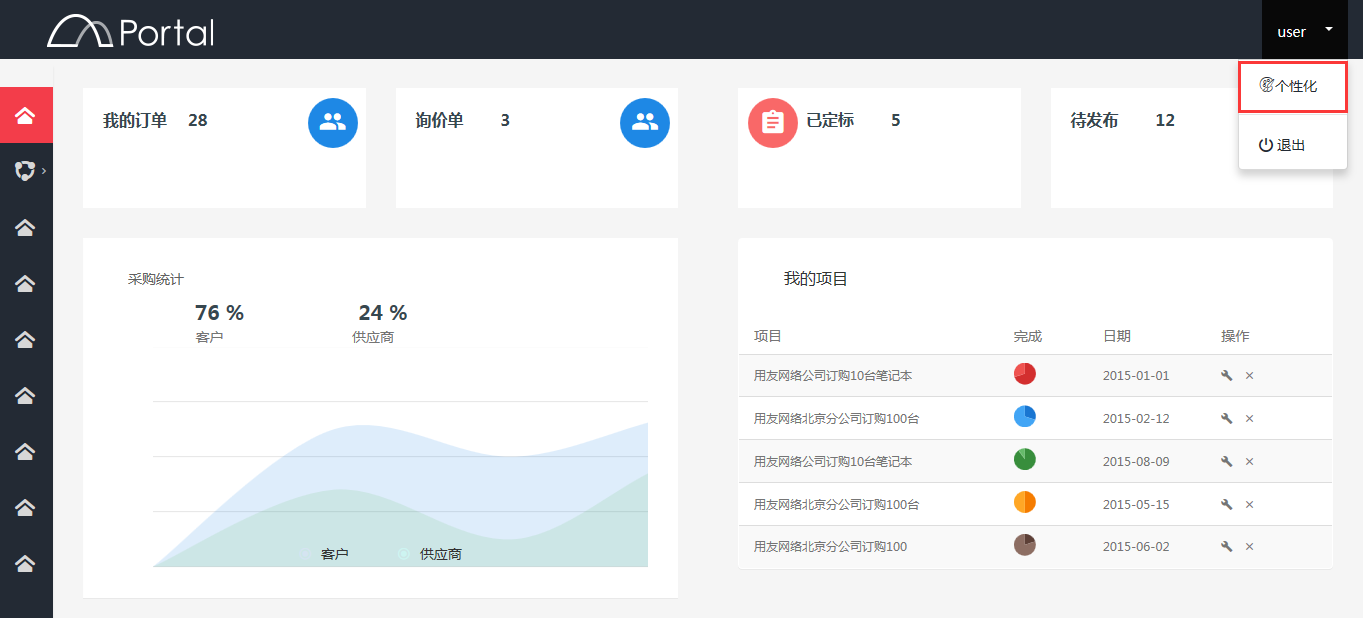 Portal
user
个性化
退出
我的订单 28
询价单 3
已定标 5
待发布 12
采购统计
76 % 24 %
客户 供应商
客户 供应商
我的项目
项目 完成 日期 操作
用友网络公司订购10台笔记本 2015-01-01
用友网络北京分公司订购100台 2015-02-12
用友网络公司订购10台笔记本 2015-08-09
用友网络北京分公司订购100台 2015-05-15
用友网络北京分公司订购100 2015-06-02